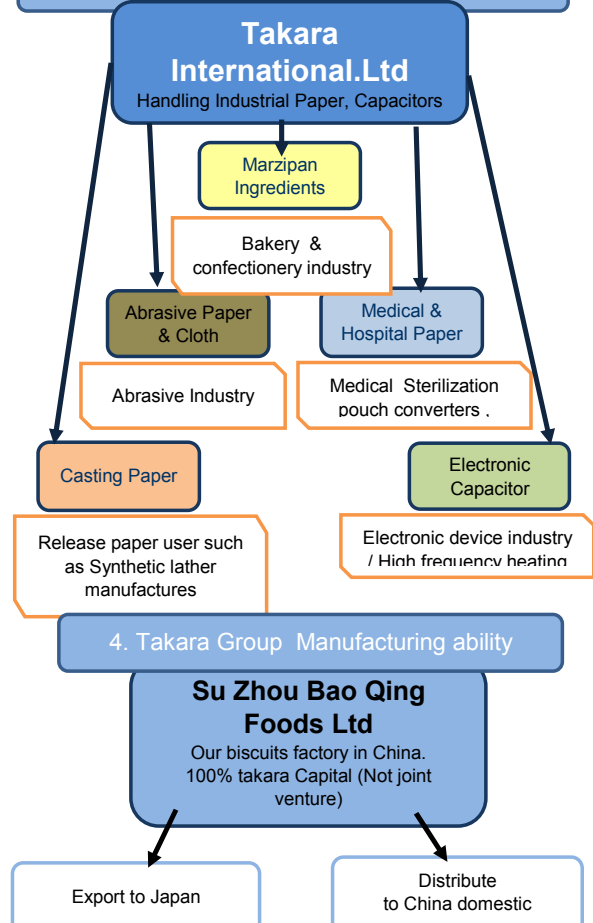 Takara
International.Ltd
Handling Industrial Paper, Capacitors
Marzipan
Ingredients
Bakery &
confectionery industry
Abrasive Paper
& Cloth
Medical &
Hospital Paper
Abrasive Industry
Medical Sterilization
pouch converters .
Casting Paper
Electronic
Capacitor
Release paper user such
as Synthetic lather
manufactures
Electronic device industry
/ High frequency heating
4. Takara Group Manufacturing ability
Su Zhou Bao Qing
Foods Ltd
Our biscuits factory in China.
100% takara Capital (Not joint
venture)
Export to Japan
Distribute
to China domestic